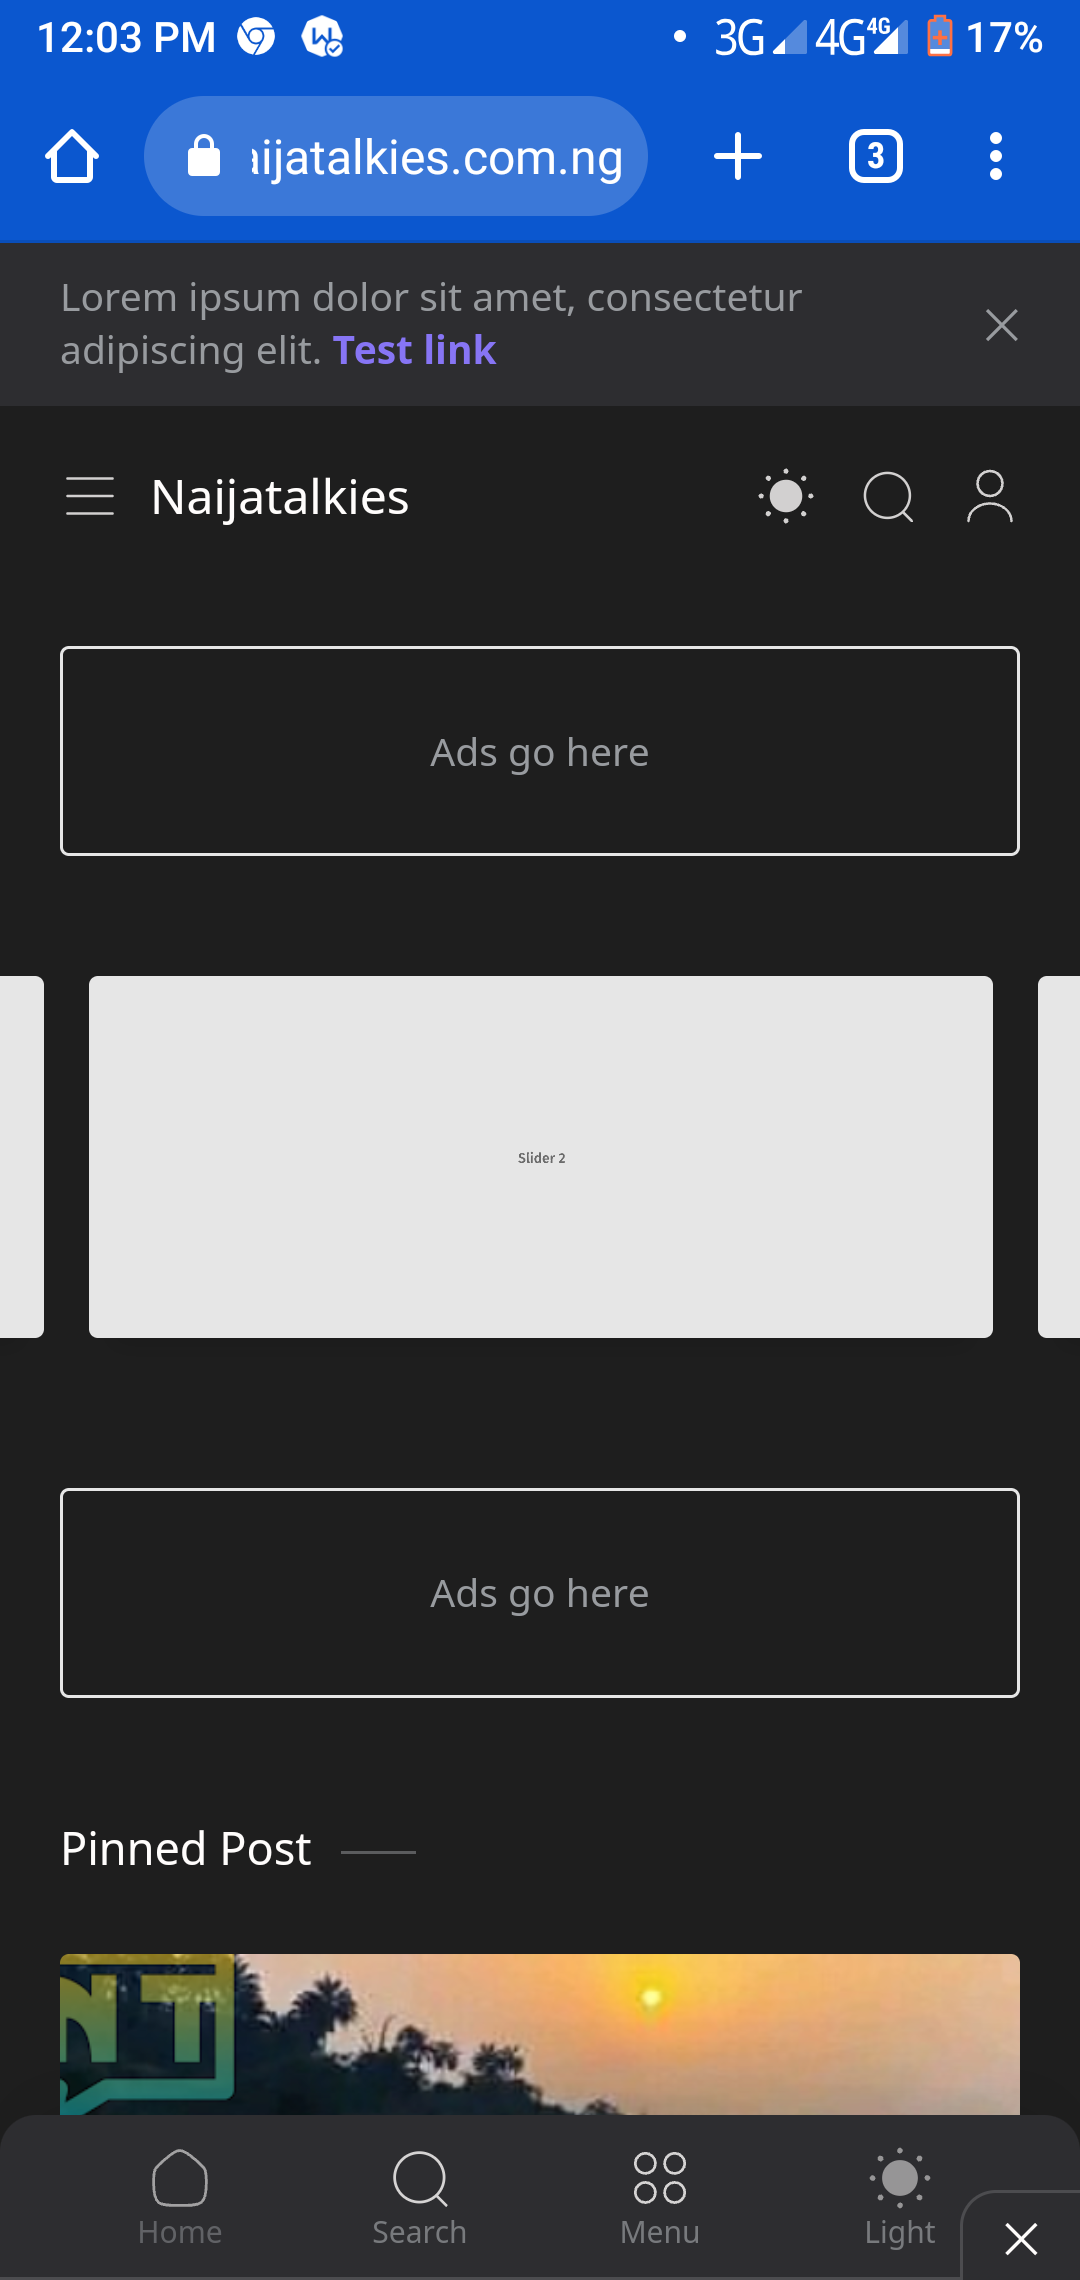 12:03 PM 3G 4G 4G 17%
aijatalkies.com.ng 3
Lorem ipsum dolor sit amet, consectetur
adipiscing elit. Test link
Naijatalkies
Ads go here
Slider 2
Ads go here
Pinned Post
NT
Home Search Menu Light